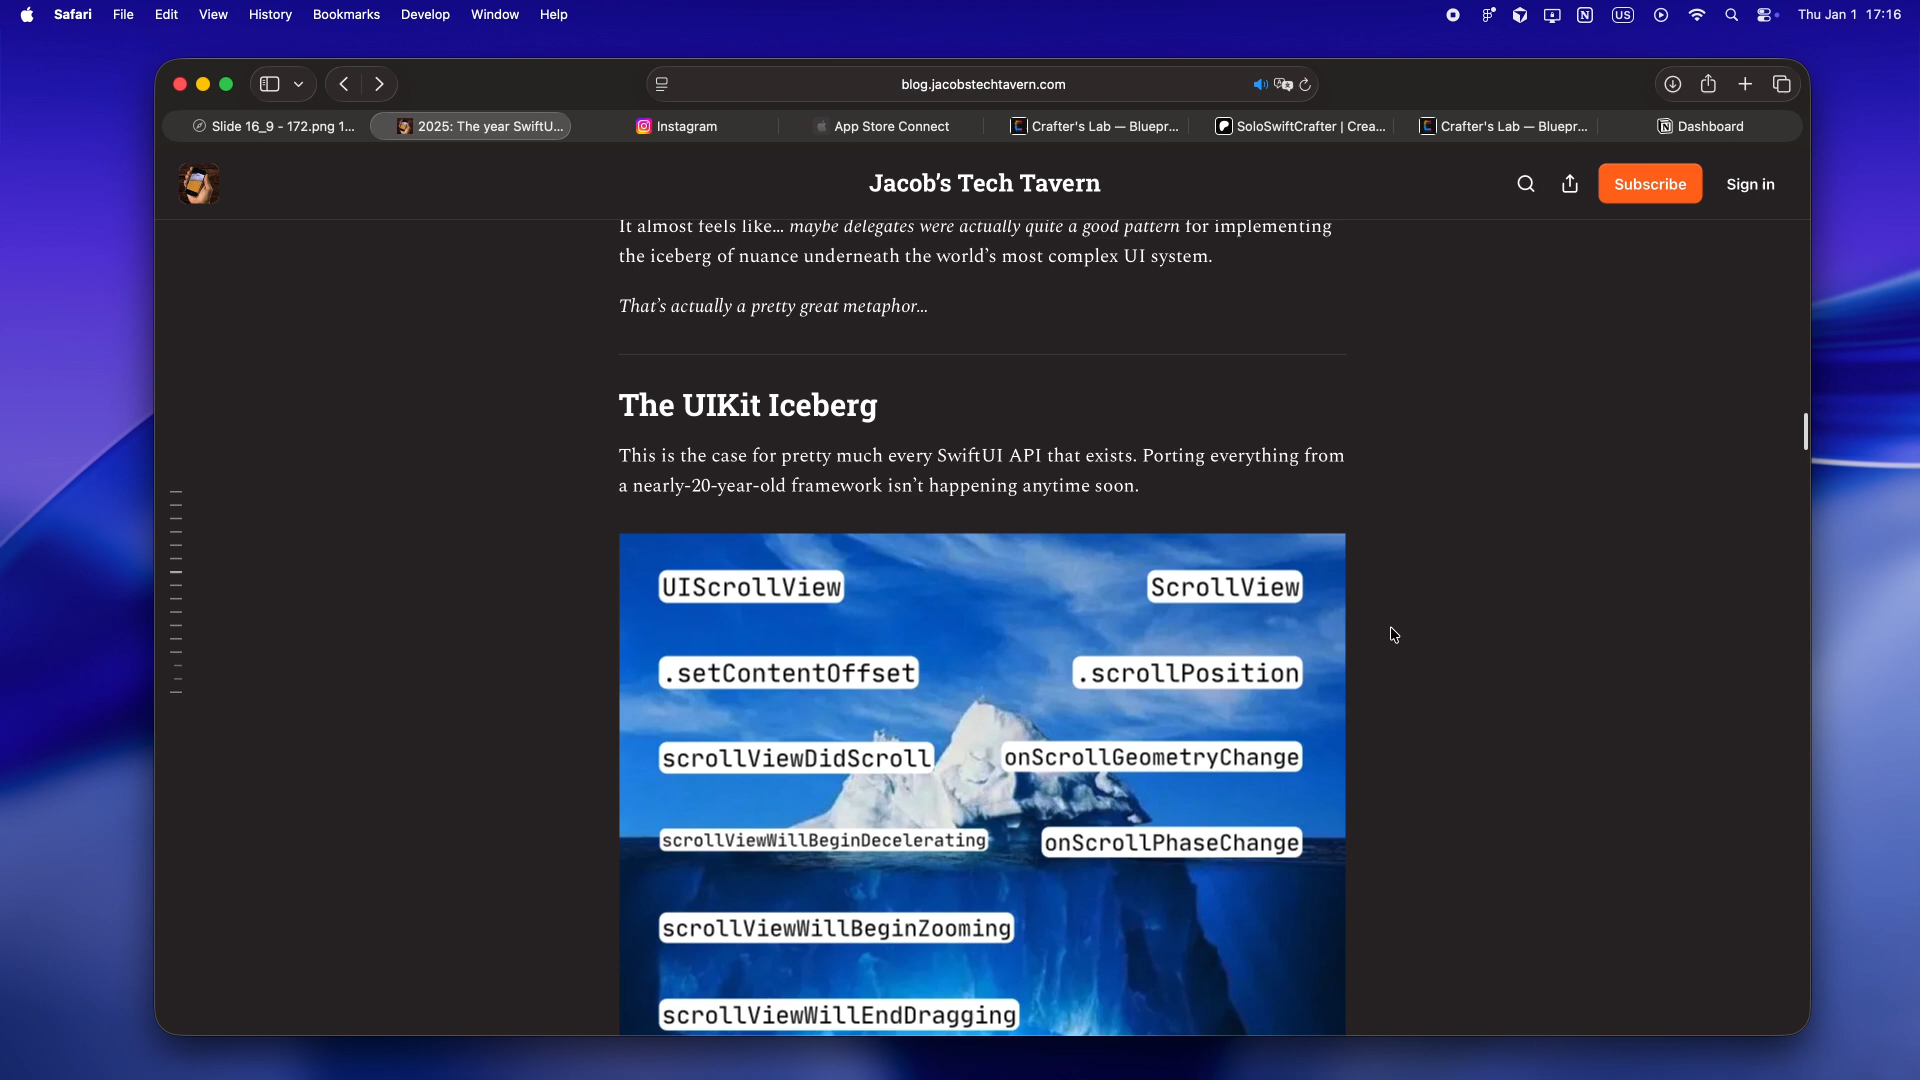 Safari File Edit View History Bookmarks Develop Window Help
US Thu Jan 1 17:16
blog.jacobstechtavern.com
Slide 16_9 - 172.png 1...
2025: The year SwiftU...
Instagram
App Store Connect
Crafter's Lab — Bluepr...
SoloSwiftCrafter | Crea...
Crafter's Lab — Bluepr...
Dashboard
Jacob's Tech Tavern
Subscribe
Sign in
It almost feels like… maybe delegates were actually quite a good pattern for implementing
the iceberg of nuance underneath the world's most complex UI system.
That's actually a pretty great metaphor…
The UIKit Iceberg
This is the case for pretty much every SwiftUI API that exists. Porting everything from
a nearly-20-year-old framework isn't happening anytime soon.
UIScrollView ScrollView
.setContentOffset .scrollPosition
scrollViewDidScroll onScrollGeometryChange
scrollViewWillBeginDecelerating onScrollPhaseChange
scrollViewWillBeginZooming
scrollViewWillEndDragging